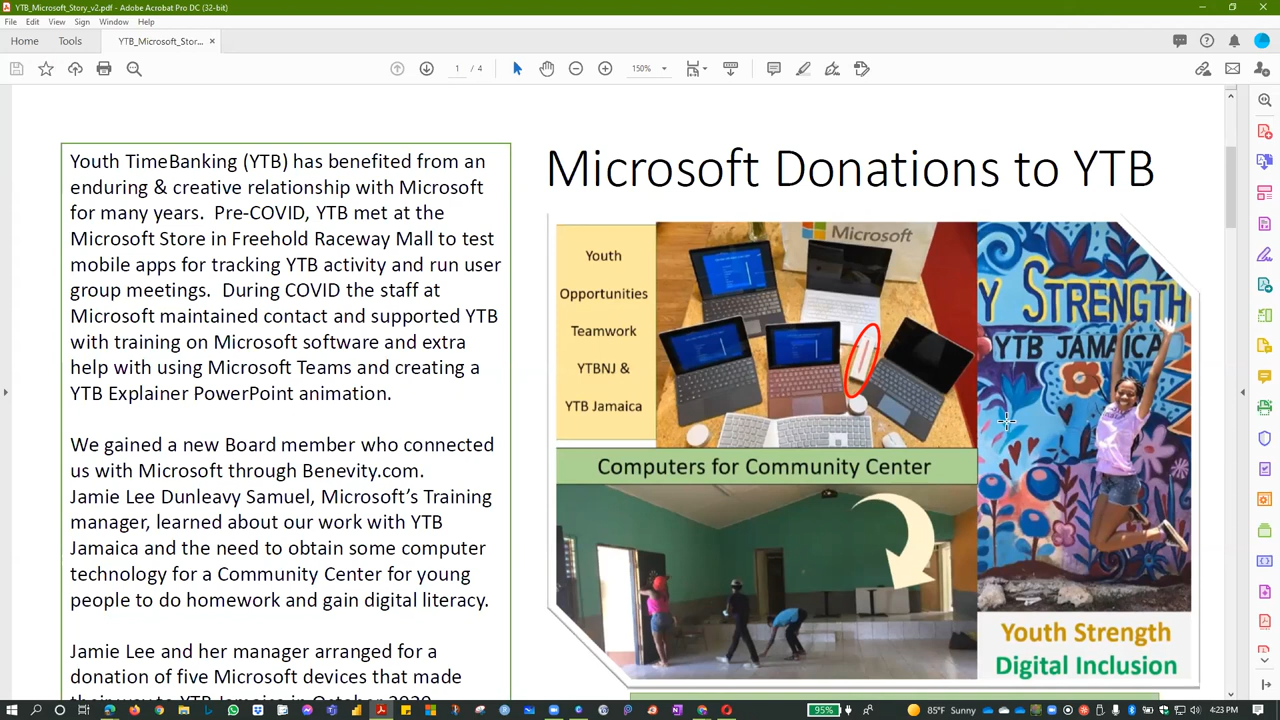 YTB_Microsoft_Story_v2.pdf - Adobe Acrobat Pro DC (32-bit)
File Edit View Sign Window Help
Home Tools YTB_Microsoft_Stor... ×
1 / 4 150%
Youth TimeBanking (YTB) has benefited from an
enduring & creative relationship with Microsoft
for many years. Pre-COVID, YTB met at the
Microsoft Store in Freehold Raceway Mall to test
mobile apps for tracking YTB activity and run user
group meetings. During COVID the staff at
Microsoft maintained contact and supported YTB
with training on Microsoft software and extra
help with using Microsoft Teams and creating a
YTB Explainer PowerPoint animation.
We gained a new Board member who connected
us with Microsoft through Benevity.com.
Jamie Lee Dunleavy Samuel, Microsoft's Training
manager, learned about our work with YTB
Jamaica and the need to obtain some computer
technology for a Community Center for young
people to do homework and gain digital literacy.
Jamie Lee and her manager arranged for a
donation of five Microsoft devices that made
their way to YTB Jamaica in October 2020
Microsoft Donations to YTB
Youth
Opportunities
Teamwork
YTBNJ &
YTB Jamaica
Microsoft
Y STRENGTH
YTB JAMAICA
Computers for Community Center
Youth Strength
Digital Inclusion
95% 85°F Sunny 4:23 PM